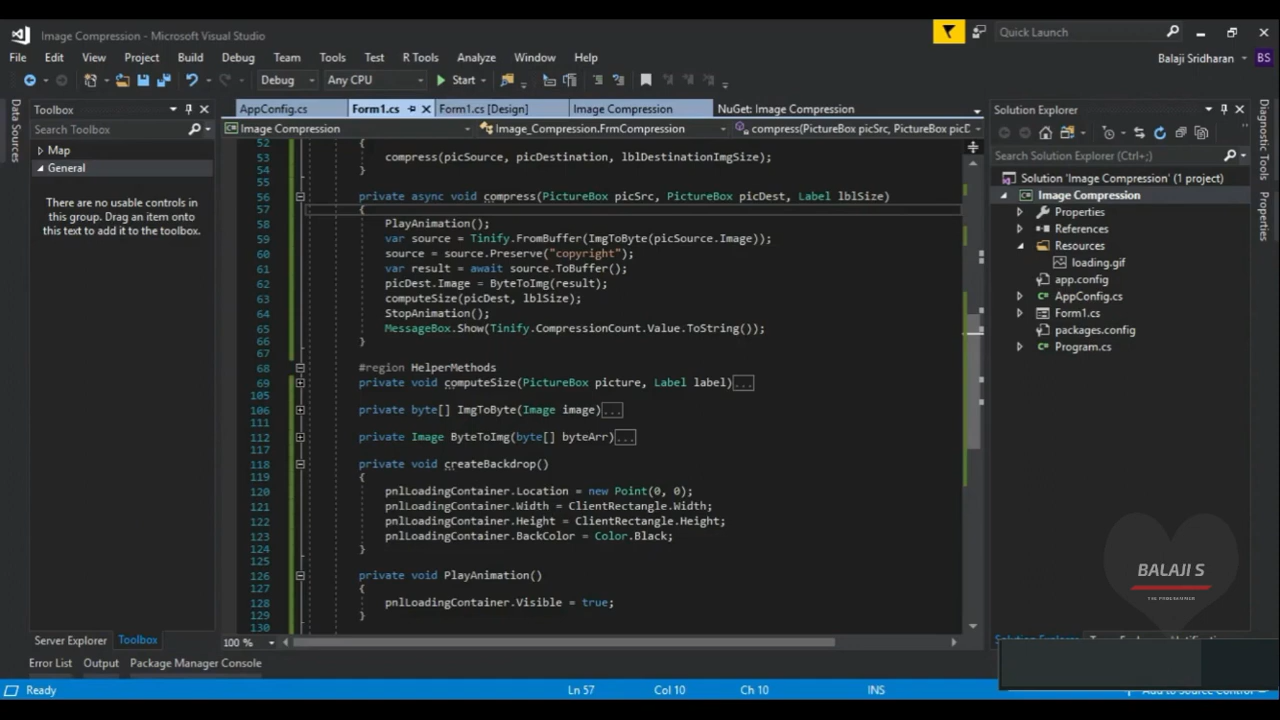 Image Compression - Microsoft Visual Studio
Quick Launch
File Edit View Project Build Debug Team Tools Test R Tools Analyze Window Help
Balaji Sridharan BS
Debug Any CPU Start
Data Sources
Toolbox
Search Toolbox
Map
General
There are no usable controls in
this group. Drag an item onto
this text to add it to the toolbox.
Server Explorer Toolbox
AppConfig.cs Form1.cs Form1.cs [Design] Image Compression NuGet: Image Compression
Image Compression Image_Compression.FrmCompression compress(PictureBox picSrc, PictureBox picD
52 {
53 compress(picSource, picDestination, lblDestinationImgSize);
54 }
55
56 private async void compress(PictureBox picSrc, PictureBox picDest, Label lblSize)
57 {
58 PlayAnimation();
59 var source = Tinify.FromBuffer(ImgToByte(picSource.Image));
60 source = source.Preserve("copyright");
61 var result = await source.ToBuffer();
62 picDest.Image = ByteToImg(result);
63 computeSize(picDest, lblSize);
64 StopAnimation();
65 MessageBox.Show(Tinify.CompressionCount.Value.ToString());
66 }
67
68 #region HelperMethods
69 private void computeSize(PictureBox picture, Label label)...
105
106 private byte[] ImgToByte(Image image)...
111
112 private Image ByteToImg(byte[] byteArr)...
117
118 private void createBackdrop()
119 {
120 pnlLoadingContainer.Location = new Point(0, 0);
121 pnlLoadingContainer.Width = ClientRectangle.Width;
122 pnlLoadingContainer.Height = ClientRectangle.Height;
123 pnlLoadingContainer.BackColor = Color.Black;
124 }
125
126 private void PlayAnimation()
127 {
128 pnlLoadingContainer.Visible = true;
129 }
130
100 %
Solution Explorer
Search Solution Explorer (Ctrl+;)
Solution 'Image Compression' (1 project)
Image Compression
Properties
References
Resources
loading.gif
app.config
AppConfig.cs
Form1.cs
packages.config
Program.cs
Diagnostic Tools
Properties
BALAJI S
THE PROGRAMMER
Solution Explorer
Error List Output Package Manager Console
Ready Ln 57 Col 10 Ch 10 INS Add to Source Control